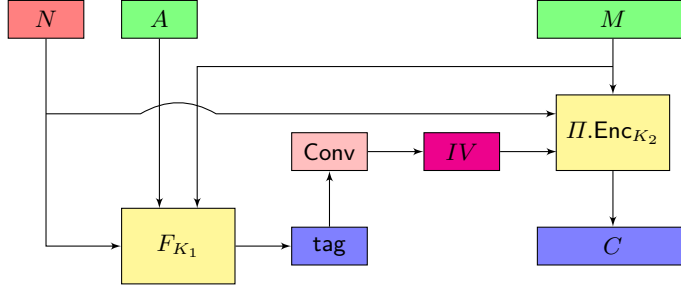 N
A
M
Π.Enc_{K_2}
Conv
IV
F_{K_1}
tag
C